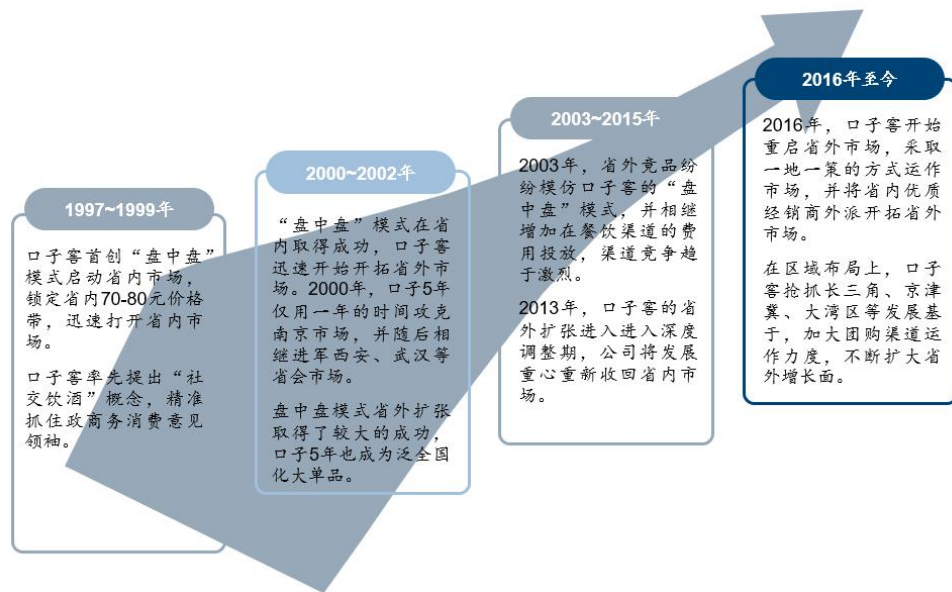 1997~1999年
口子窖首创“盘中盘”
模式启动省内市场，
锁定省内70-80元价格
带，迅速打开省内市
场。
口子窖率先提出“社
交饮酒”概念，精准
抓住政商务消费意见
领袖。
2000~2002年
“盘中盘”模式在省
内取得成功，口子窖
迅速开始开拓省外市
场。2000年，口子5年
仅用一年的时间攻克
南京市场，并随后相
继进军西安、武汉等
省会市场。
盘中盘模式省外扩张
取得了较大的成功，
口子5年也成为泛全国
化大单品。
2003~2015年
2003年，省外竞品纷
纷模仿口子窖的“盘
中盘”模式，并相继
增加在餐饮渠道的费
用投放，渠道竞争趋
于激烈。
2013年，口子窖的省
外扩张进入进入深度
调整期，公司将发展
重心重新收回省内市
场。
2016年至今
2016年，口子窖开始
重启省外市场，采取
一地一策的方式运作
市场，并将省内优质
经销商外派开拓省外
市场。
在区域布局上，口子
窖抢抓长三角、京津
冀、大湾区等发展基
于，加大团购渠道运
作力度，不断扩大省
外增长面。